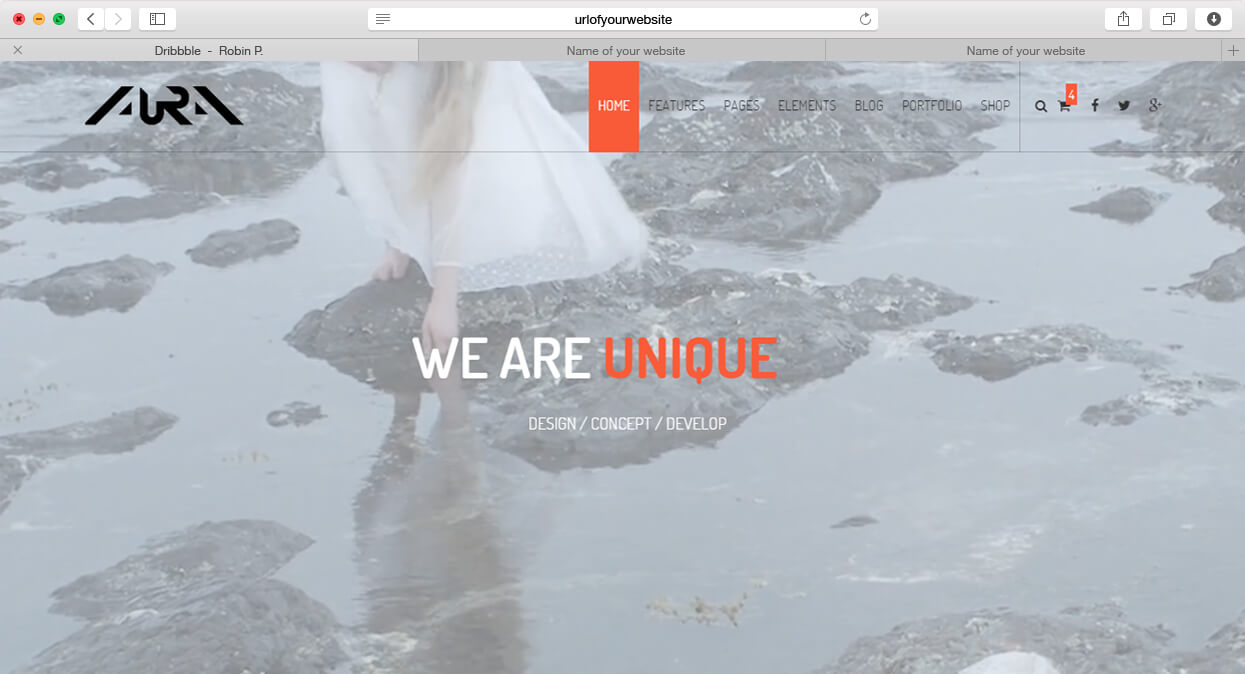 urlofyourwebsite
Dribbble - Robin P.
Name of your website
Name of your website
AURA
HOME
FEATURES
PAGES
ELEMENTS
BLOG
PORTFOLIO
SHOP
4
WE ARE UNIQUE
DESIGN / CONCEPT / DEVELOP